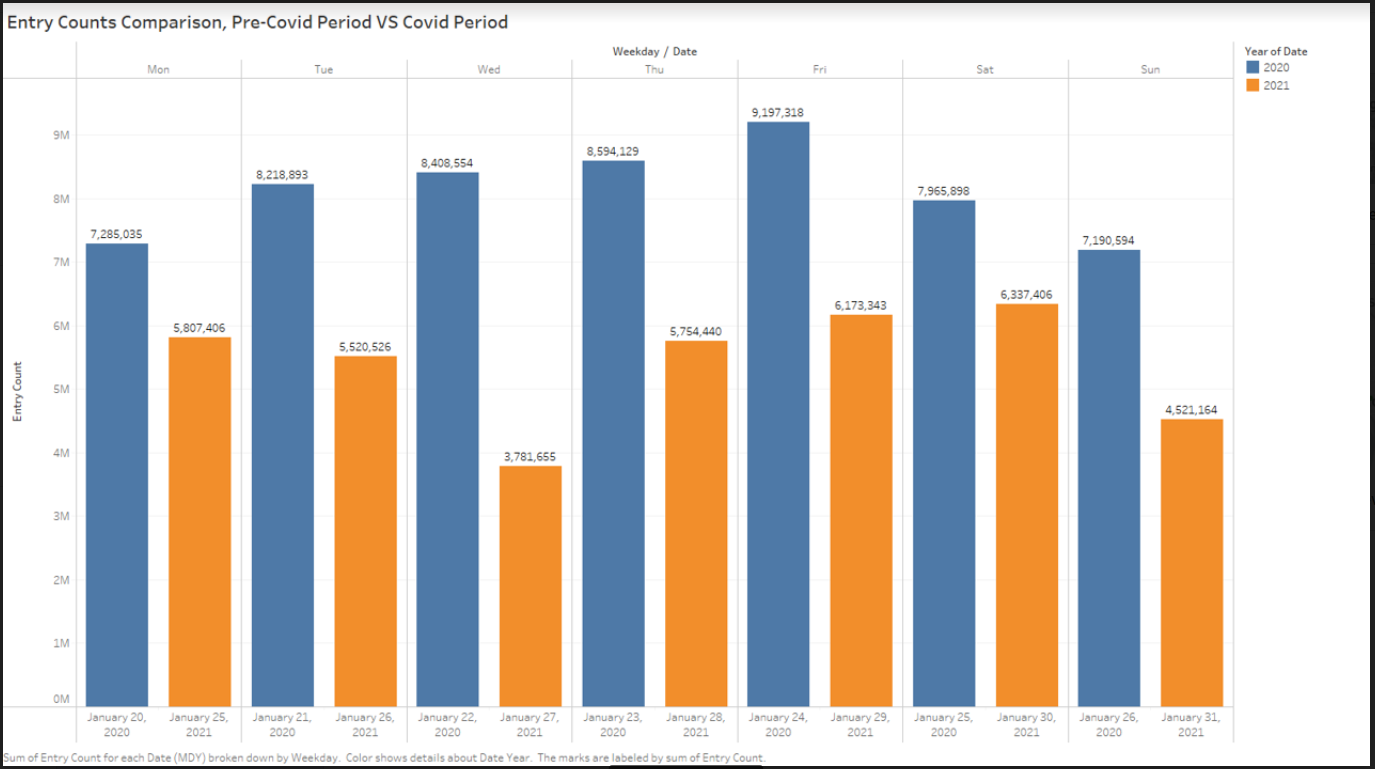 Entry Counts Comparison, Pre-Covid Period VS Covid Period
Weekday / Date
Mon Tue Wed Thu Fri Sat Sun
Year of Date
2020
2021
Entry Count
9M
8M
7M
6M
5M
4M
3M
2M
1M
0M
7,285,035
5,807,406
8,218,893
5,520,526
8,408,554
3,781,655
8,594,129
5,754,440
9,197,318
6,173,343
7,965,898
6,337,406
7,190,594
4,521,164
January 20,
2020
January 25,
2021
January 21,
2020
January 26,
2021
January 22,
2020
January 27,
2021
January 23,
2020
January 28,
2021
January 24,
2020
January 29,
2021
January 25,
2020
January 30,
2021
January 26,
2020
January 31,
2021
Sum of Entry Count for each Date (MDY) broken down by Weekday. Color shows details about Date Year. The marks are labeled by sum of Entry Count.